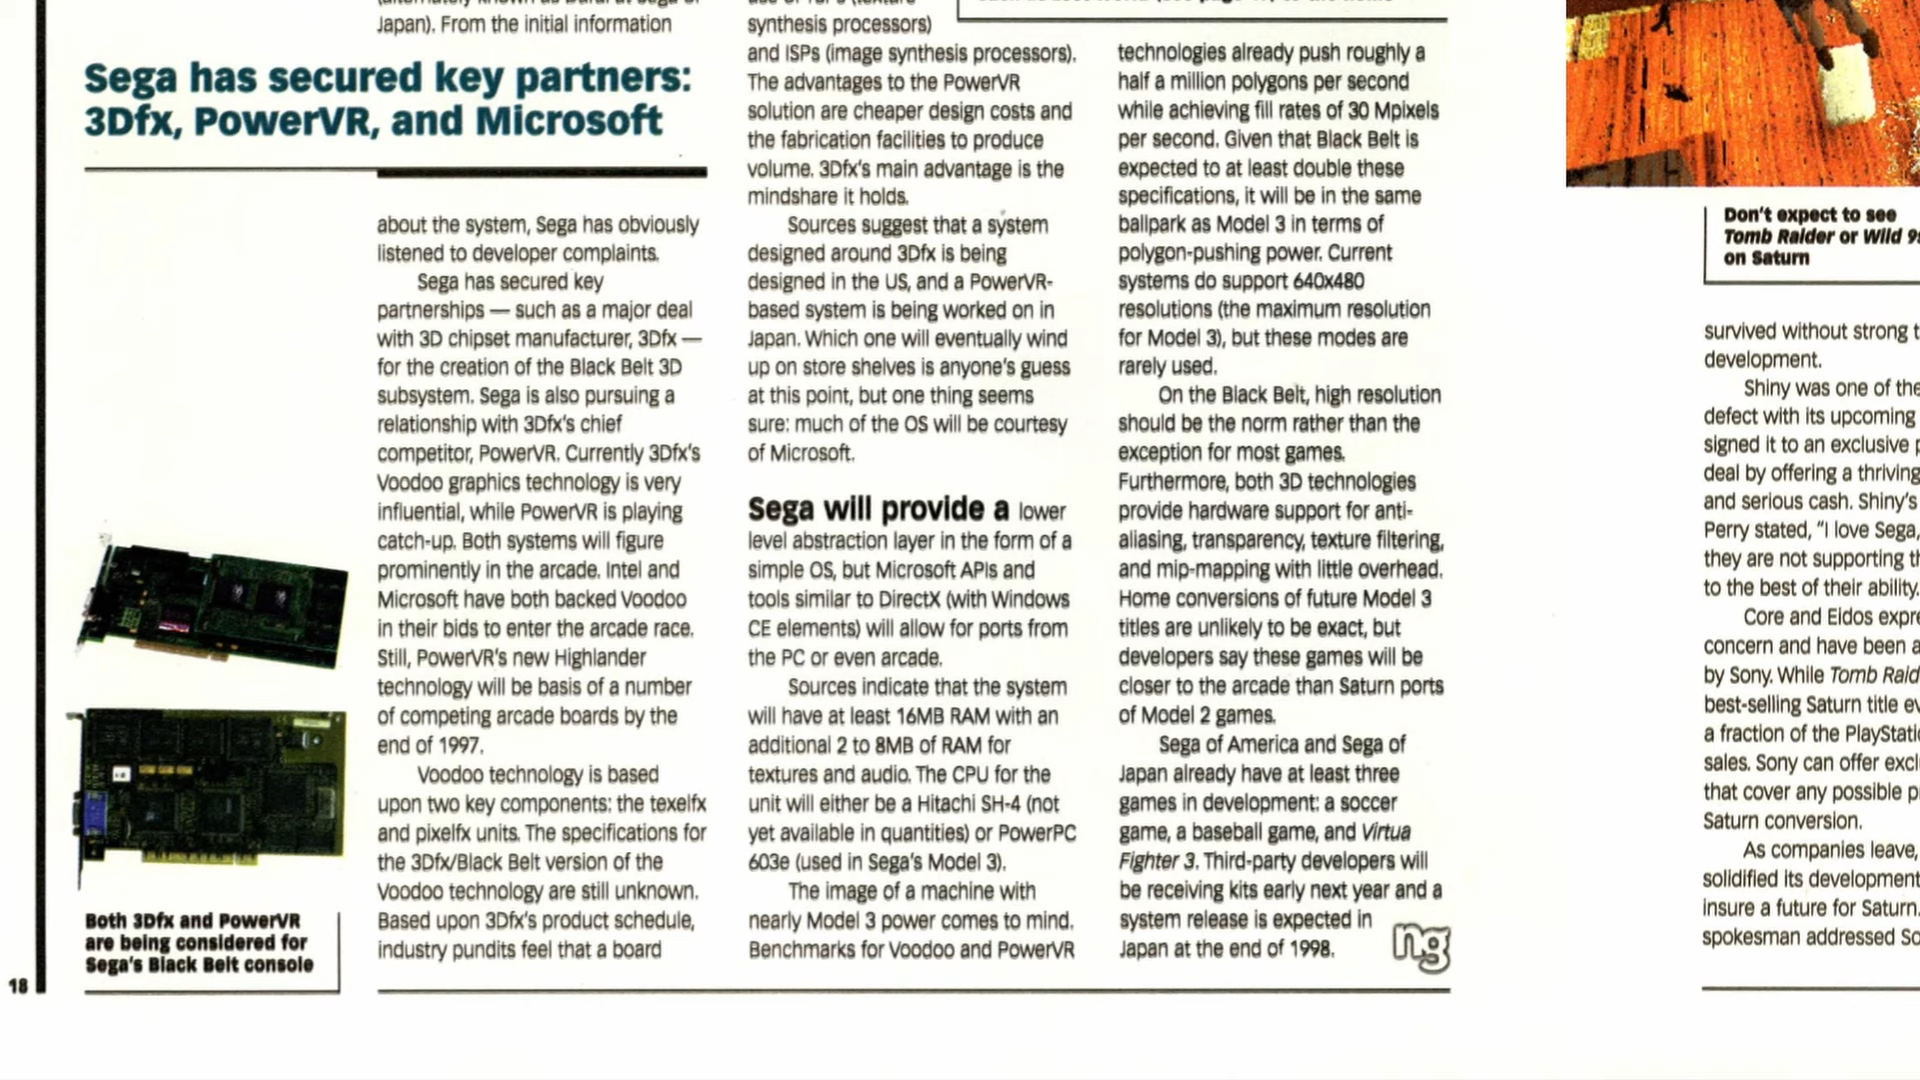 Japan). From the initial information
Sega has secured key partners:
3Dfx, PowerVR, and Microsoft
about the system, Sega has obviously
listened to developer complaints.
Sega has secured key
partnerships — such as a major deal
with 3D chipset manufacturer, 3Dfx —
for the creation of the Black Belt 3D
subsystem. Sega is also pursuing a
relationship with 3Dfx's chief
competitor, PowerVR. Currently 3Dfx's
Voodoo graphics technology is very
influential, while PowerVR is playing
catch-up. Both systems will figure
prominently in the arcade. Intel and
Microsoft have both backed Voodoo
in their bids to enter the arcade race.
Still, PowerVR's new Highlander
technology will be basis of a number
of competing arcade boards by the
end of 1997.
Voodoo technology is based
upon two key components: the texelfx
and pixelfx units. The specifications for
the 3Dfx/Black Belt version of the
Voodoo technology are still unknown.
Based upon 3Dfx's product schedule,
industry pundits feel that a board
Both 3Dfx and PowerVR
are being considered for
Sega's Black Belt console
18
synthesis processors)
and ISPs (image synthesis processors).
The advantages to the PowerVR
solution are cheaper design costs and
the fabrication facilities to produce
volume. 3Dfx's main advantage is the
mindshare it holds.
Sources suggest that a system
designed around 3Dfx is being
designed in the US, and a PowerVR-
based system is being worked on in
Japan. Which one will eventually wind
up on store shelves is anyone's guess
at this point, but one thing seems
sure: much of the OS will be courtesy
of Microsoft.
Sega will provide a lower
level abstraction layer in the form of a
simple OS, but Microsoft APIs and
tools similar to DirectX (with Windows
CE elements) will allow for ports from
the PC or even arcade.
Sources indicate that the system
will have at least 16MB RAM with an
additional 2 to 8MB of RAM for
textures and audio. The CPU for the
unit will either be a Hitachi SH-4 (not
yet available in quantities) or PowerPC
603e (used in Sega's Model 3).
The image of a machine with
nearly Model 3 power comes to mind.
Benchmarks for Voodoo and PowerVR
technologies already push roughly a
half a million polygons per second
while achieving fill rates of 30 Mpixels
per second. Given that Black Belt is
expected to at least double these
specifications, it will be in the same
ballpark as Model 3 in terms of
polygon-pushing power. Current
systems do support 640x480
resolutions (the maximum resolution
for Model 3), but these modes are
rarely used.
On the Black Belt, high resolution
should be the norm rather than the
exception for most games.
Furthermore, both 3D technologies
provide hardware support for anti-
aliasing, transparency, texture filtering,
and mip-mapping with little overhead.
Home conversions of future Model 3
titles are unlikely to be exact, but
developers say these games will be
closer to the arcade than Saturn ports
of Model 2 games.
Sega of America and Sega of
Japan already have at least three
games in development: a soccer
game, a baseball game, and Virtua
Fighter 3. Third-party developers will
be receiving kits early next year and a
system release is expected in
Japan at the end of 1998.
ng
Don't expect to see
Tomb Raider or Wild 9
on Saturn
survived without strong
development.
Shiny was one of the
defect with its upcoming
signed it to an exclusive
deal by offering a thriving
and serious cash. Shiny's
Perry stated, "I love Sega,
they are not supporting
to the best of their ability.
Core and Eidos
concern and have been
by Sony. While Tomb
best-selling Saturn title
a fraction of the
sales. Sony can offer
that cover any possible
Saturn conversion.
As companies leave,
solidified its development
insure a future for Saturn.
spokesman addressed